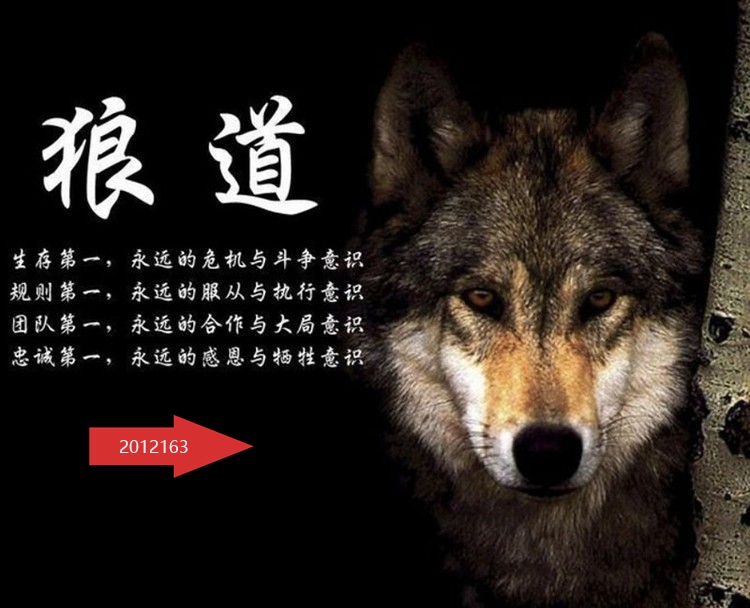 狼道
生存第一，永远的危机与斗争意识
规则第一，永远的服从与执行意识
团队第一，永远的合作与大局意识
忠诚第一，永远的感恩与牺牲意识
2012163